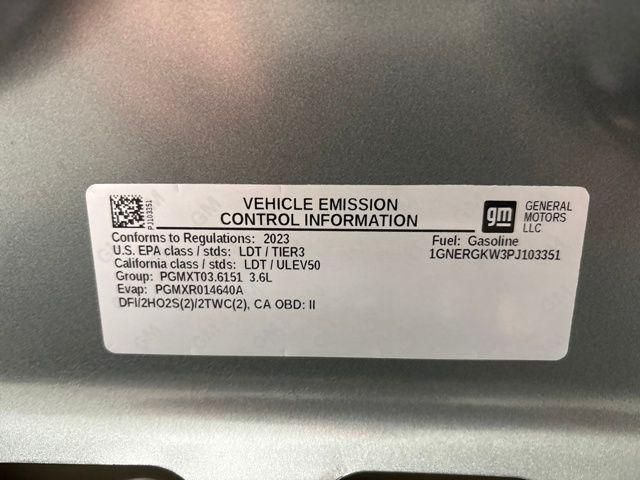 PJ103351
VEHICLE EMISSION
CONTROL INFORMATION
gm
GENERAL
MOTORS
LLC
Conforms to Regulations: 2023
Fuel: Gasoline
U.S. EPA class / stds: LDT / TIER3
1GNERGKW3PJ103351
California class / stds: LDT / ULEV50
Group: PGMXT03.6151 3.6L
Evap: PGMXR014640A
DFI/2HO2S(2)/2TWC(2), CA OBD: II